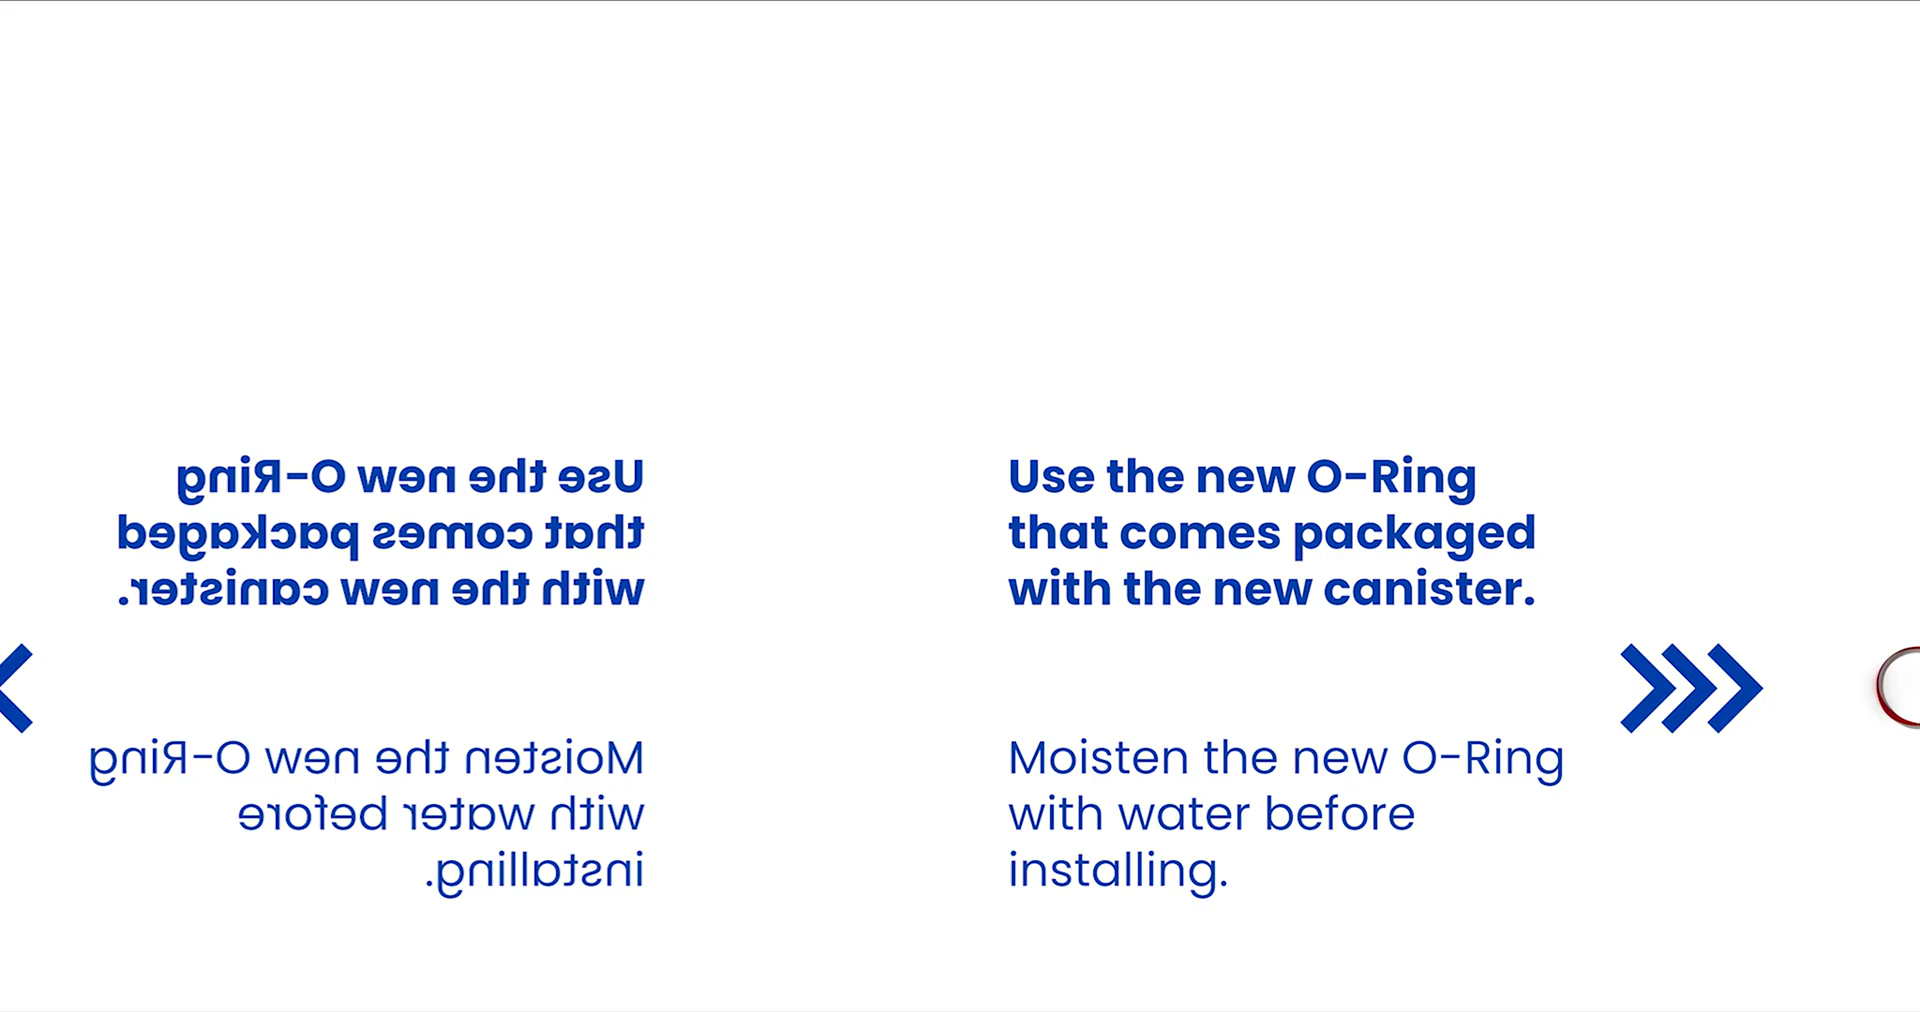 Use the new O-Ring
that comes packaged
with the new canister.
Moisten the new O-Ring
with water before
installing.
Use the new O-Ring
that comes packaged
with the new canister.
Moisten the new O-Ring
with water before
installing.